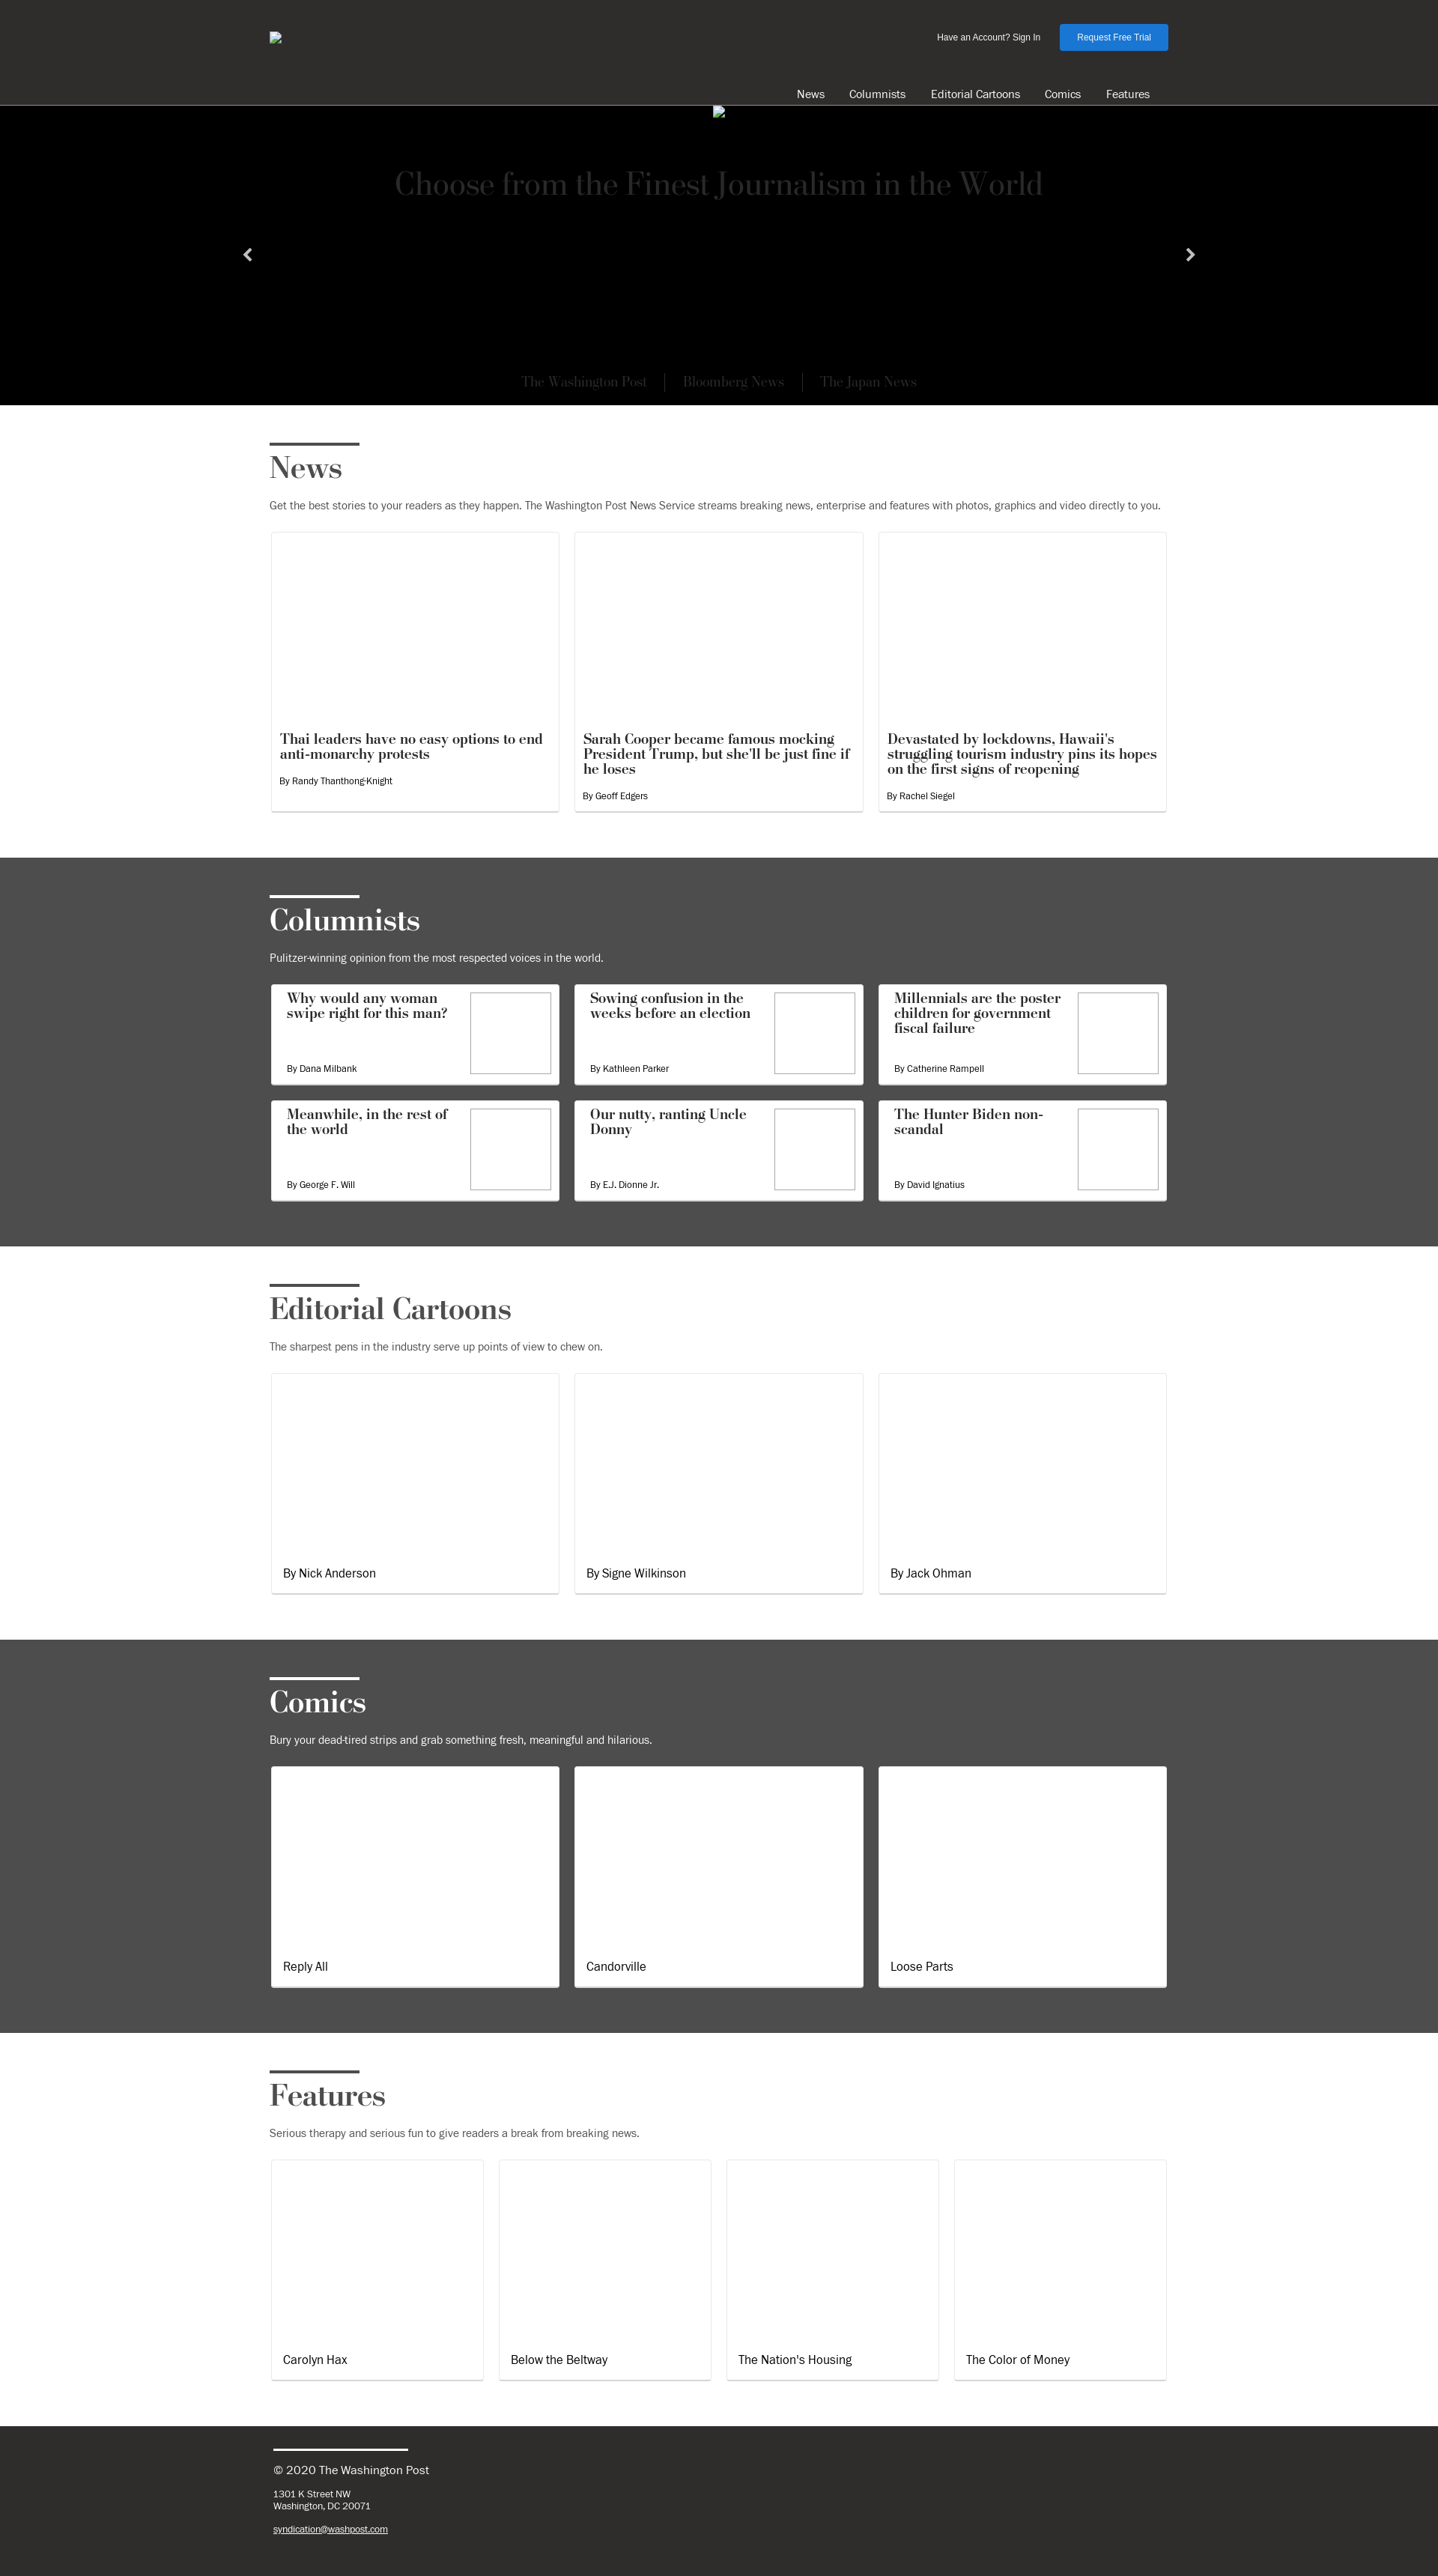 Have an Account? Sign In
Request Free Trial
News
Columnists
Editorial Cartoons
Comics
Features
Choose from the Finest Journalism in the World
The Washington Post
Bloomberg News
The Japan News
News
Get the best stories to your readers as they happen. The Washington Post News Service streams breaking news, enterprise and features with photos, graphics and video directly to you.
Thai leaders have no easy options to end
anti-monarchy protests
By Randy Thanthong-Knight
Sarah Cooper became famous mocking
President Trump, but she'll be just fine if
he loses
By Geoff Edgers
Devastated by lockdowns, Hawaii's
struggling tourism industry pins its hopes
on the first signs of reopening
By Rachel Siegel
Columnists
Pulitzer-winning opinion from the most respected voices in the world.
Why would any woman
swipe right for this man?
By Dana Milbank
Sowing confusion in the
weeks before an election
By Kathleen Parker
Millennials are the poster
children for government
fiscal failure
By Catherine Rampell
Meanwhile, in the rest of
the world
By George F. Will
Our nutty, ranting Uncle
Donny
By E.J. Dionne Jr.
The Hunter Biden non-
scandal
By David Ignatius
Editorial Cartoons
The sharpest pens in the industry serve up points of view to chew on.
By Nick Anderson
By Signe Wilkinson
By Jack Ohman
Comics
Bury your dead-tired strips and grab something fresh, meaningful and hilarious.
Reply All
Candorville
Loose Parts
Features
Serious therapy and serious fun to give readers a break from breaking news.
Carolyn Hax
Below the Beltway
The Nation's Housing
The Color of Money
© 2020 The Washington Post
1301 K Street NW
Washington, DC 20071
syndication@washpost.com